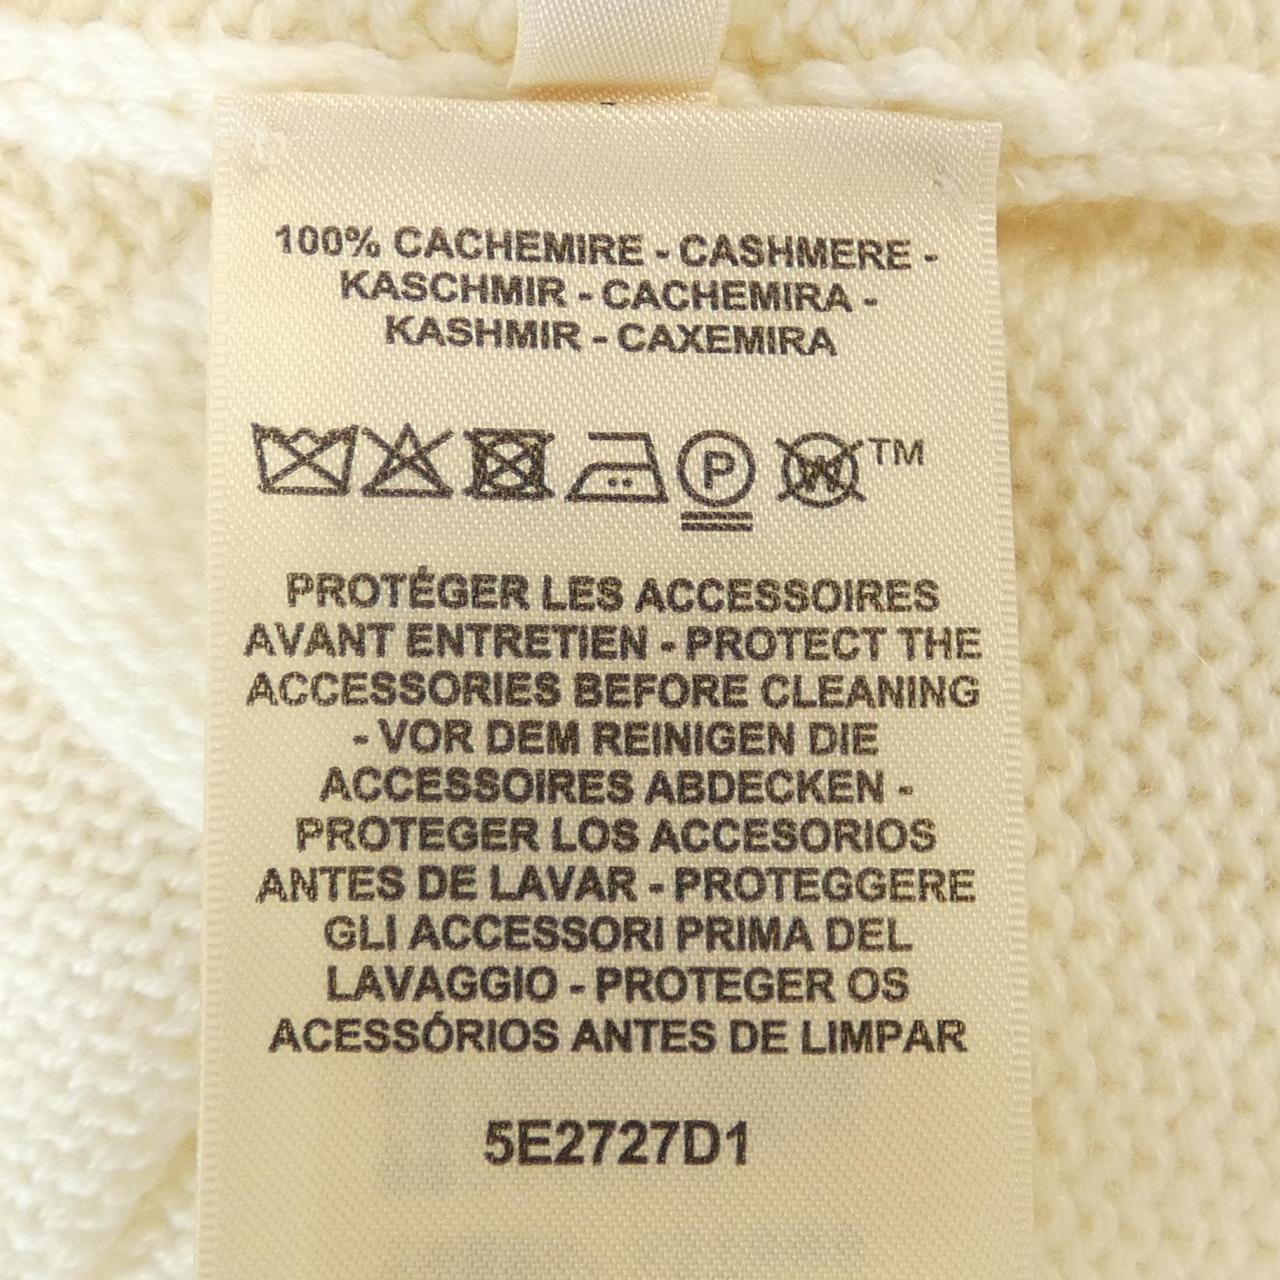 100% CACHEMIRE - CASHMERE -
KASCHMIR - CACHEMIRA -
KASHMIR - CAXEMIRA
P W TM
PROTÉGER LES ACCESSOIRES
AVANT ENTRETIEN - PROTECT THE
ACCESSORIES BEFORE CLEANING
- VOR DEM REINIGEN DIE
ACCESSOIRES ABDECKEN -
PROTEGER LOS ACCESORIOS
ANTES DE LAVAR - PROTEGGERE
GLI ACCESSORI PRIMA DEL
LAVAGGIO - PROTEGER OS
ACESSÓRIOS ANTES DE LIMPAR
5E2727D1